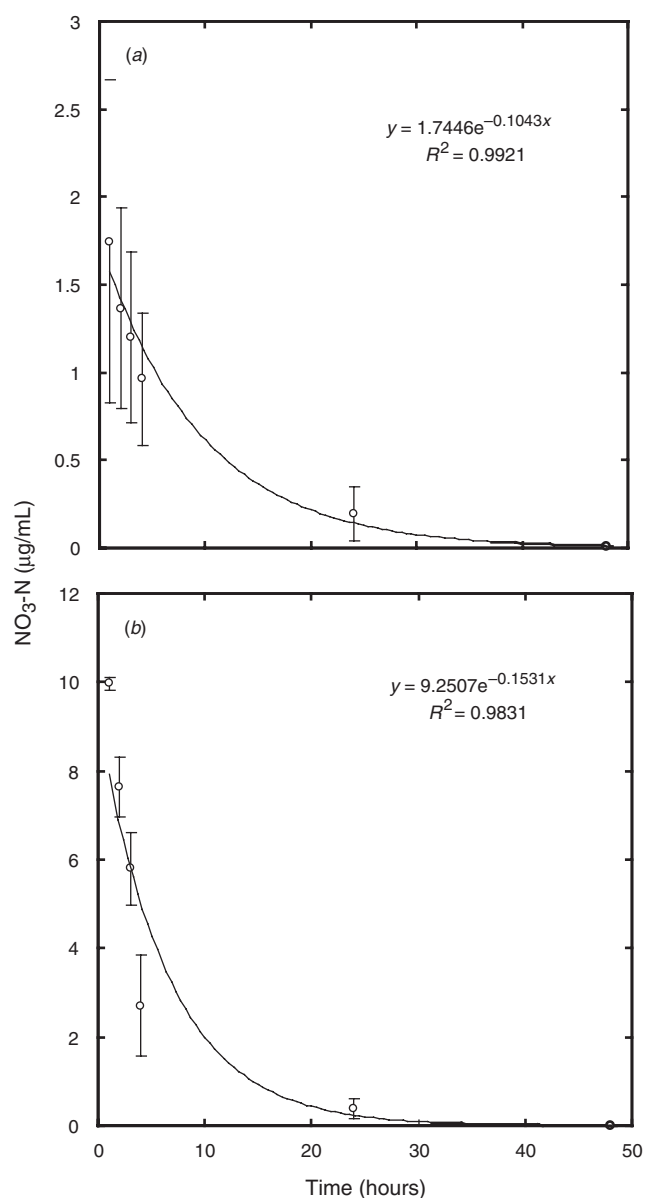 3
(a)
2.5
y = 1.7446e–0.1043x
R2 = 0.9921
2
1.5
1
0.5
0
NO3-N (µg/mL)
12
(b)
10
y = 9.2507e–0.1531x
R2 = 0.9831
8
6
4
2
0
0 10 20 30 40 50
Time (hours)